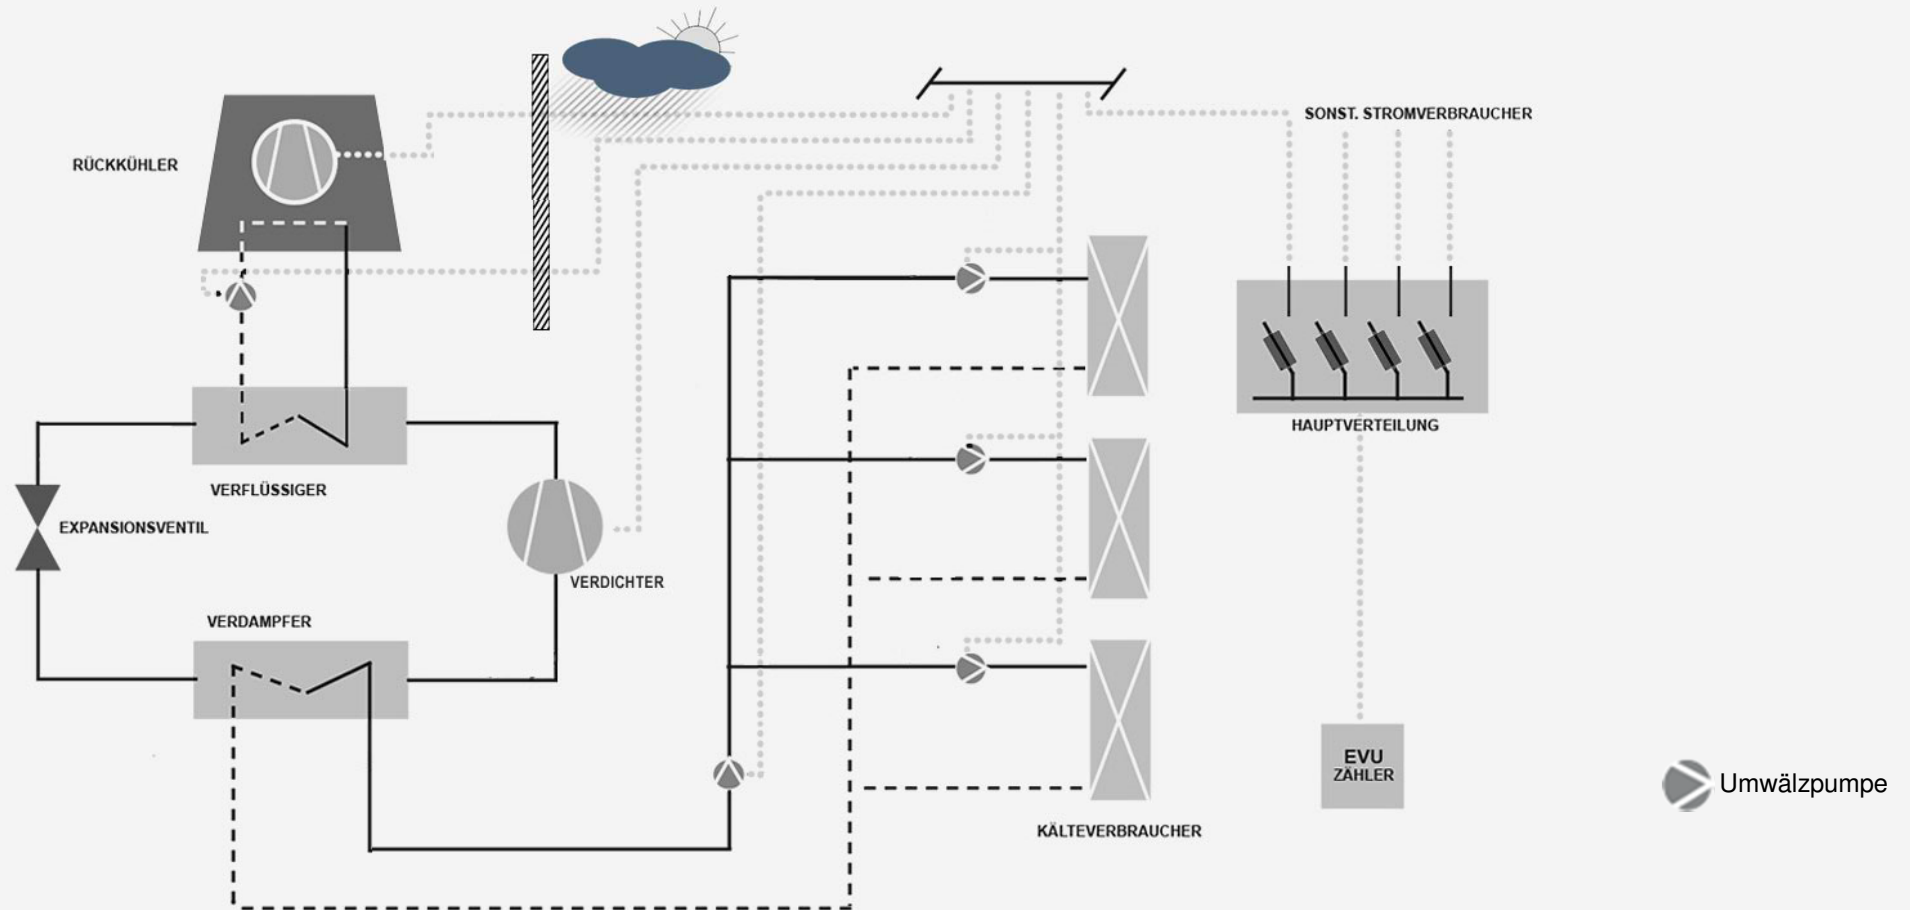 SONST. STROMVERBRAUCHER
RÜCKKÜHLER
HAUPTVERTEILUNG
VERFLÜSSIGER
EXPANSIONSVENTIL
VERDICHTER
VERDAMPFER
EVU
ZÄHLER
Umwälzpumpe
KÄLTEVERBRAUCHER